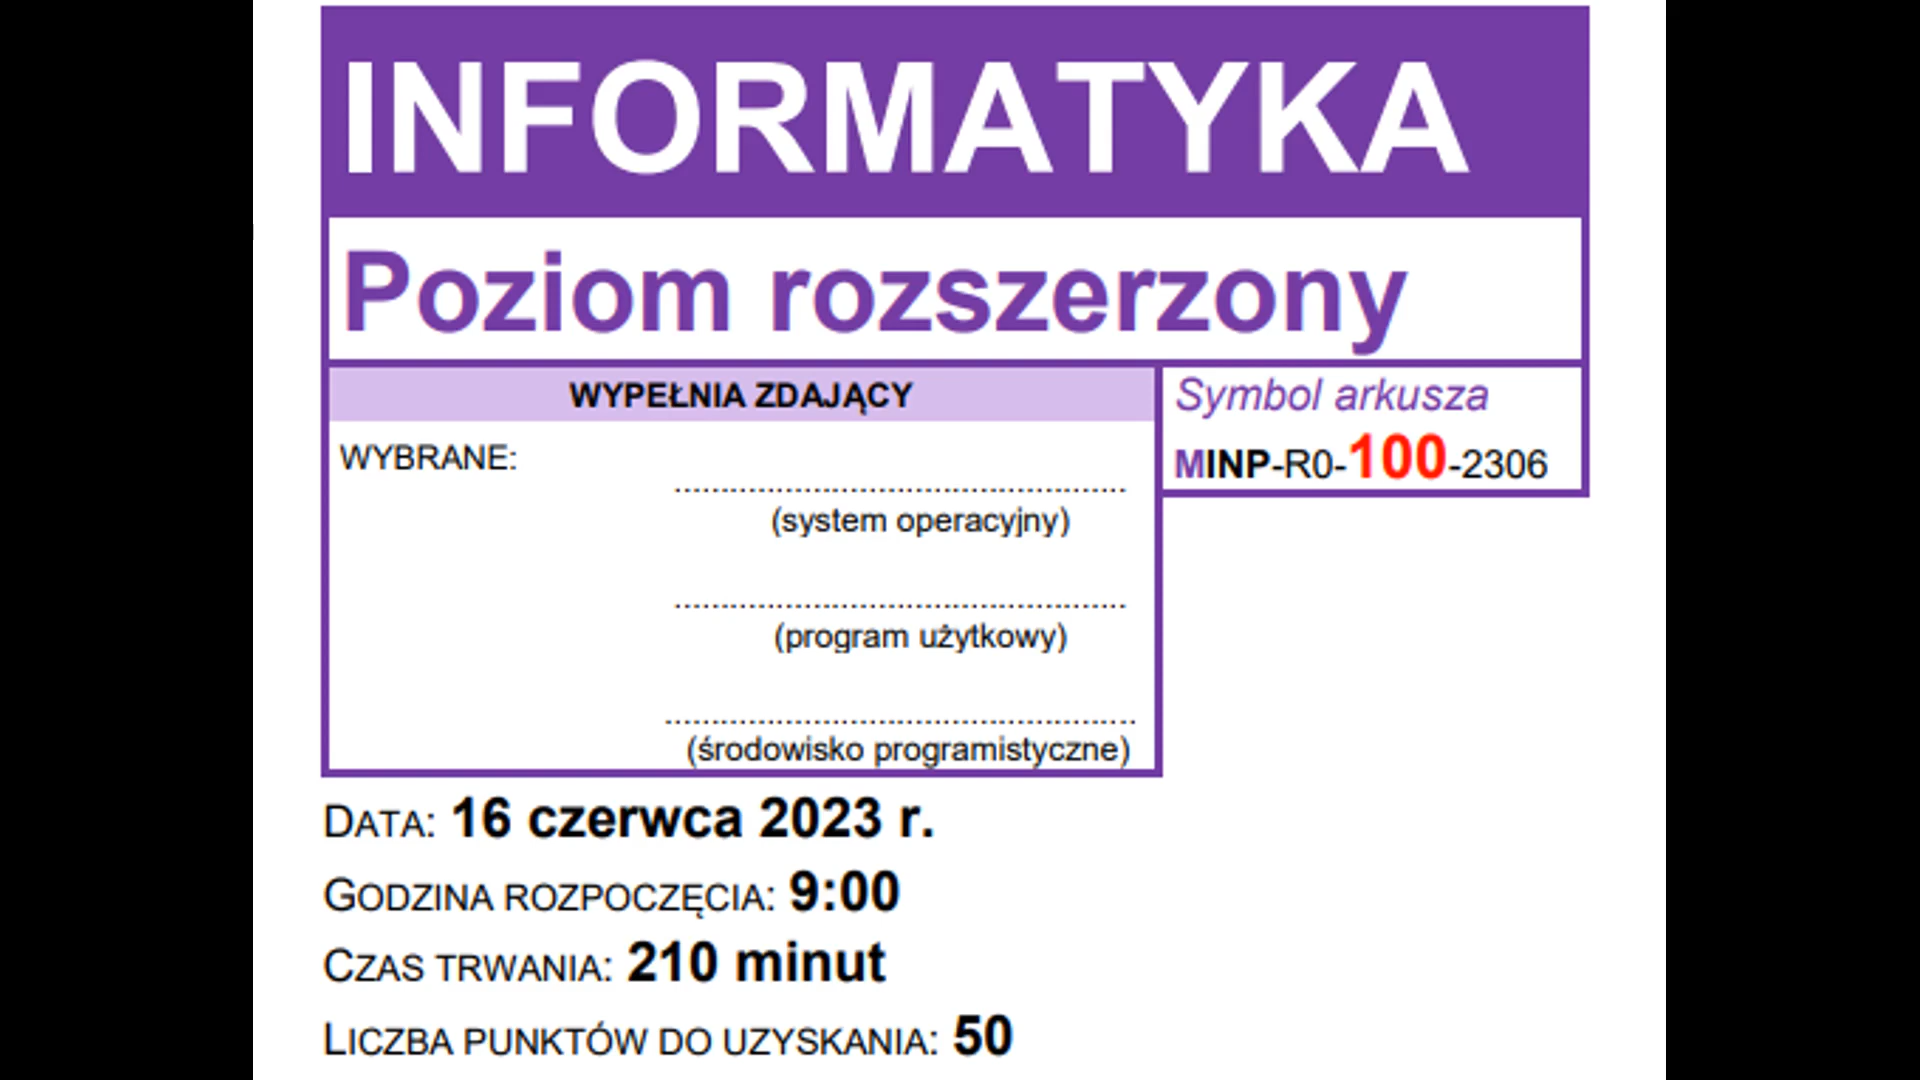 INFORMATYKA
Poziom rozszerzony
WYPEŁNIA ZDAJĄCY
WYBRANE:
................................................
(system operacyjny)
................................................
(program użytkowy)
..................................................
(środowisko programistyczne)
Symbol arkusza
MINP-R0-100-2306
DATA: 16 czerwca 2023 r.
GODZINA ROZPOCZĘCIA: 9:00
CZAS TRWANIA: 210 minut
LICZBA PUNKTÓW DO UZYSKANIA: 50